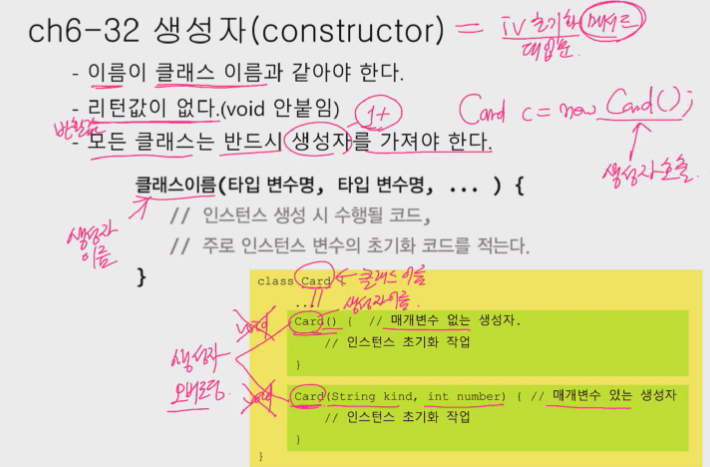 ch6-32 생성자(constructor) = iv 초기화 메서드
대입문.
- 이름이 클래스 이름과 같아야 한다.
- 리턴값이 없다.(void 안붙임) 1+
Card c = new Card();
반환값
- 모든 클래스는 반드시 생성자를 가져야 한다.
생성자 호출.
클래스이름(타입 변수명, 타입 변수명, ... ) {
// 인스턴스 생성 시 수행될 코드,
// 주로 인스턴스 변수의 초기화 코드를 적는다.
}
생성자
이름
class Card { 클래스 이름
... 생성자이름.
void Card() { // 매개변수 없는 생성자.
// 인스턴스 초기화 작업
}
생성자
오버로딩.
void Card(String kind, int number) { // 매개변수 있는 생성자
// 인스턴스 초기화 작업
}
}